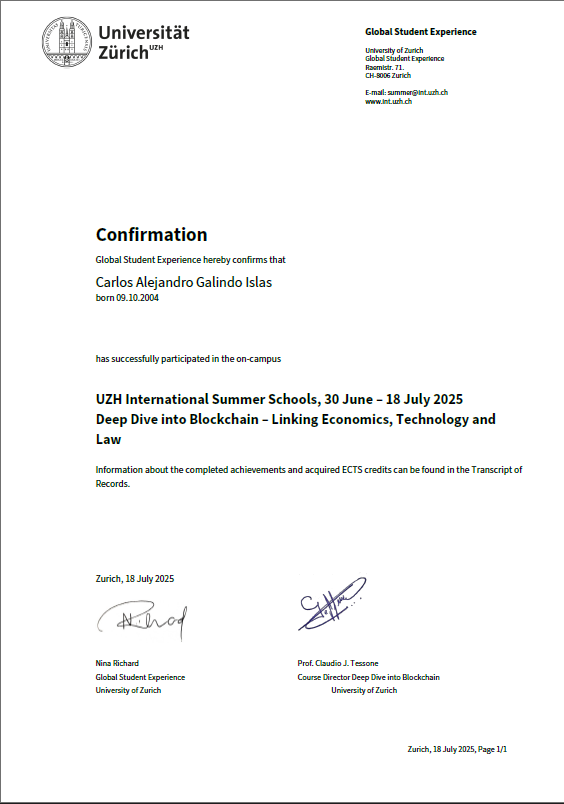 Universität
Zürich UZH
Global Student Experience
University of Zurich
Global Student Experience
Raemistr. 71.
CH-8006 Zurich
E-mail: summer@int.uzh.ch
www.int.uzh.ch
Confirmation
Global Student Experience hereby confirms that
Carlos Alejandro Galindo Islas
born 09.10.2004
has successfully participated in the on-campus
UZH International Summer Schools, 30 June – 18 July 2025
Deep Dive into Blockchain – Linking Economics, Technology and
Law
Information about the completed achievements and acquired ECTS credits can be found in the Transcript of
Records.
Zurich, 18 July 2025
Nina Richard
Global Student Experience
University of Zurich
Prof. Claudio J. Tessone
Course Director Deep Dive into Blockchain
University of Zurich
Zurich, 18 July 2025, Page 1/1